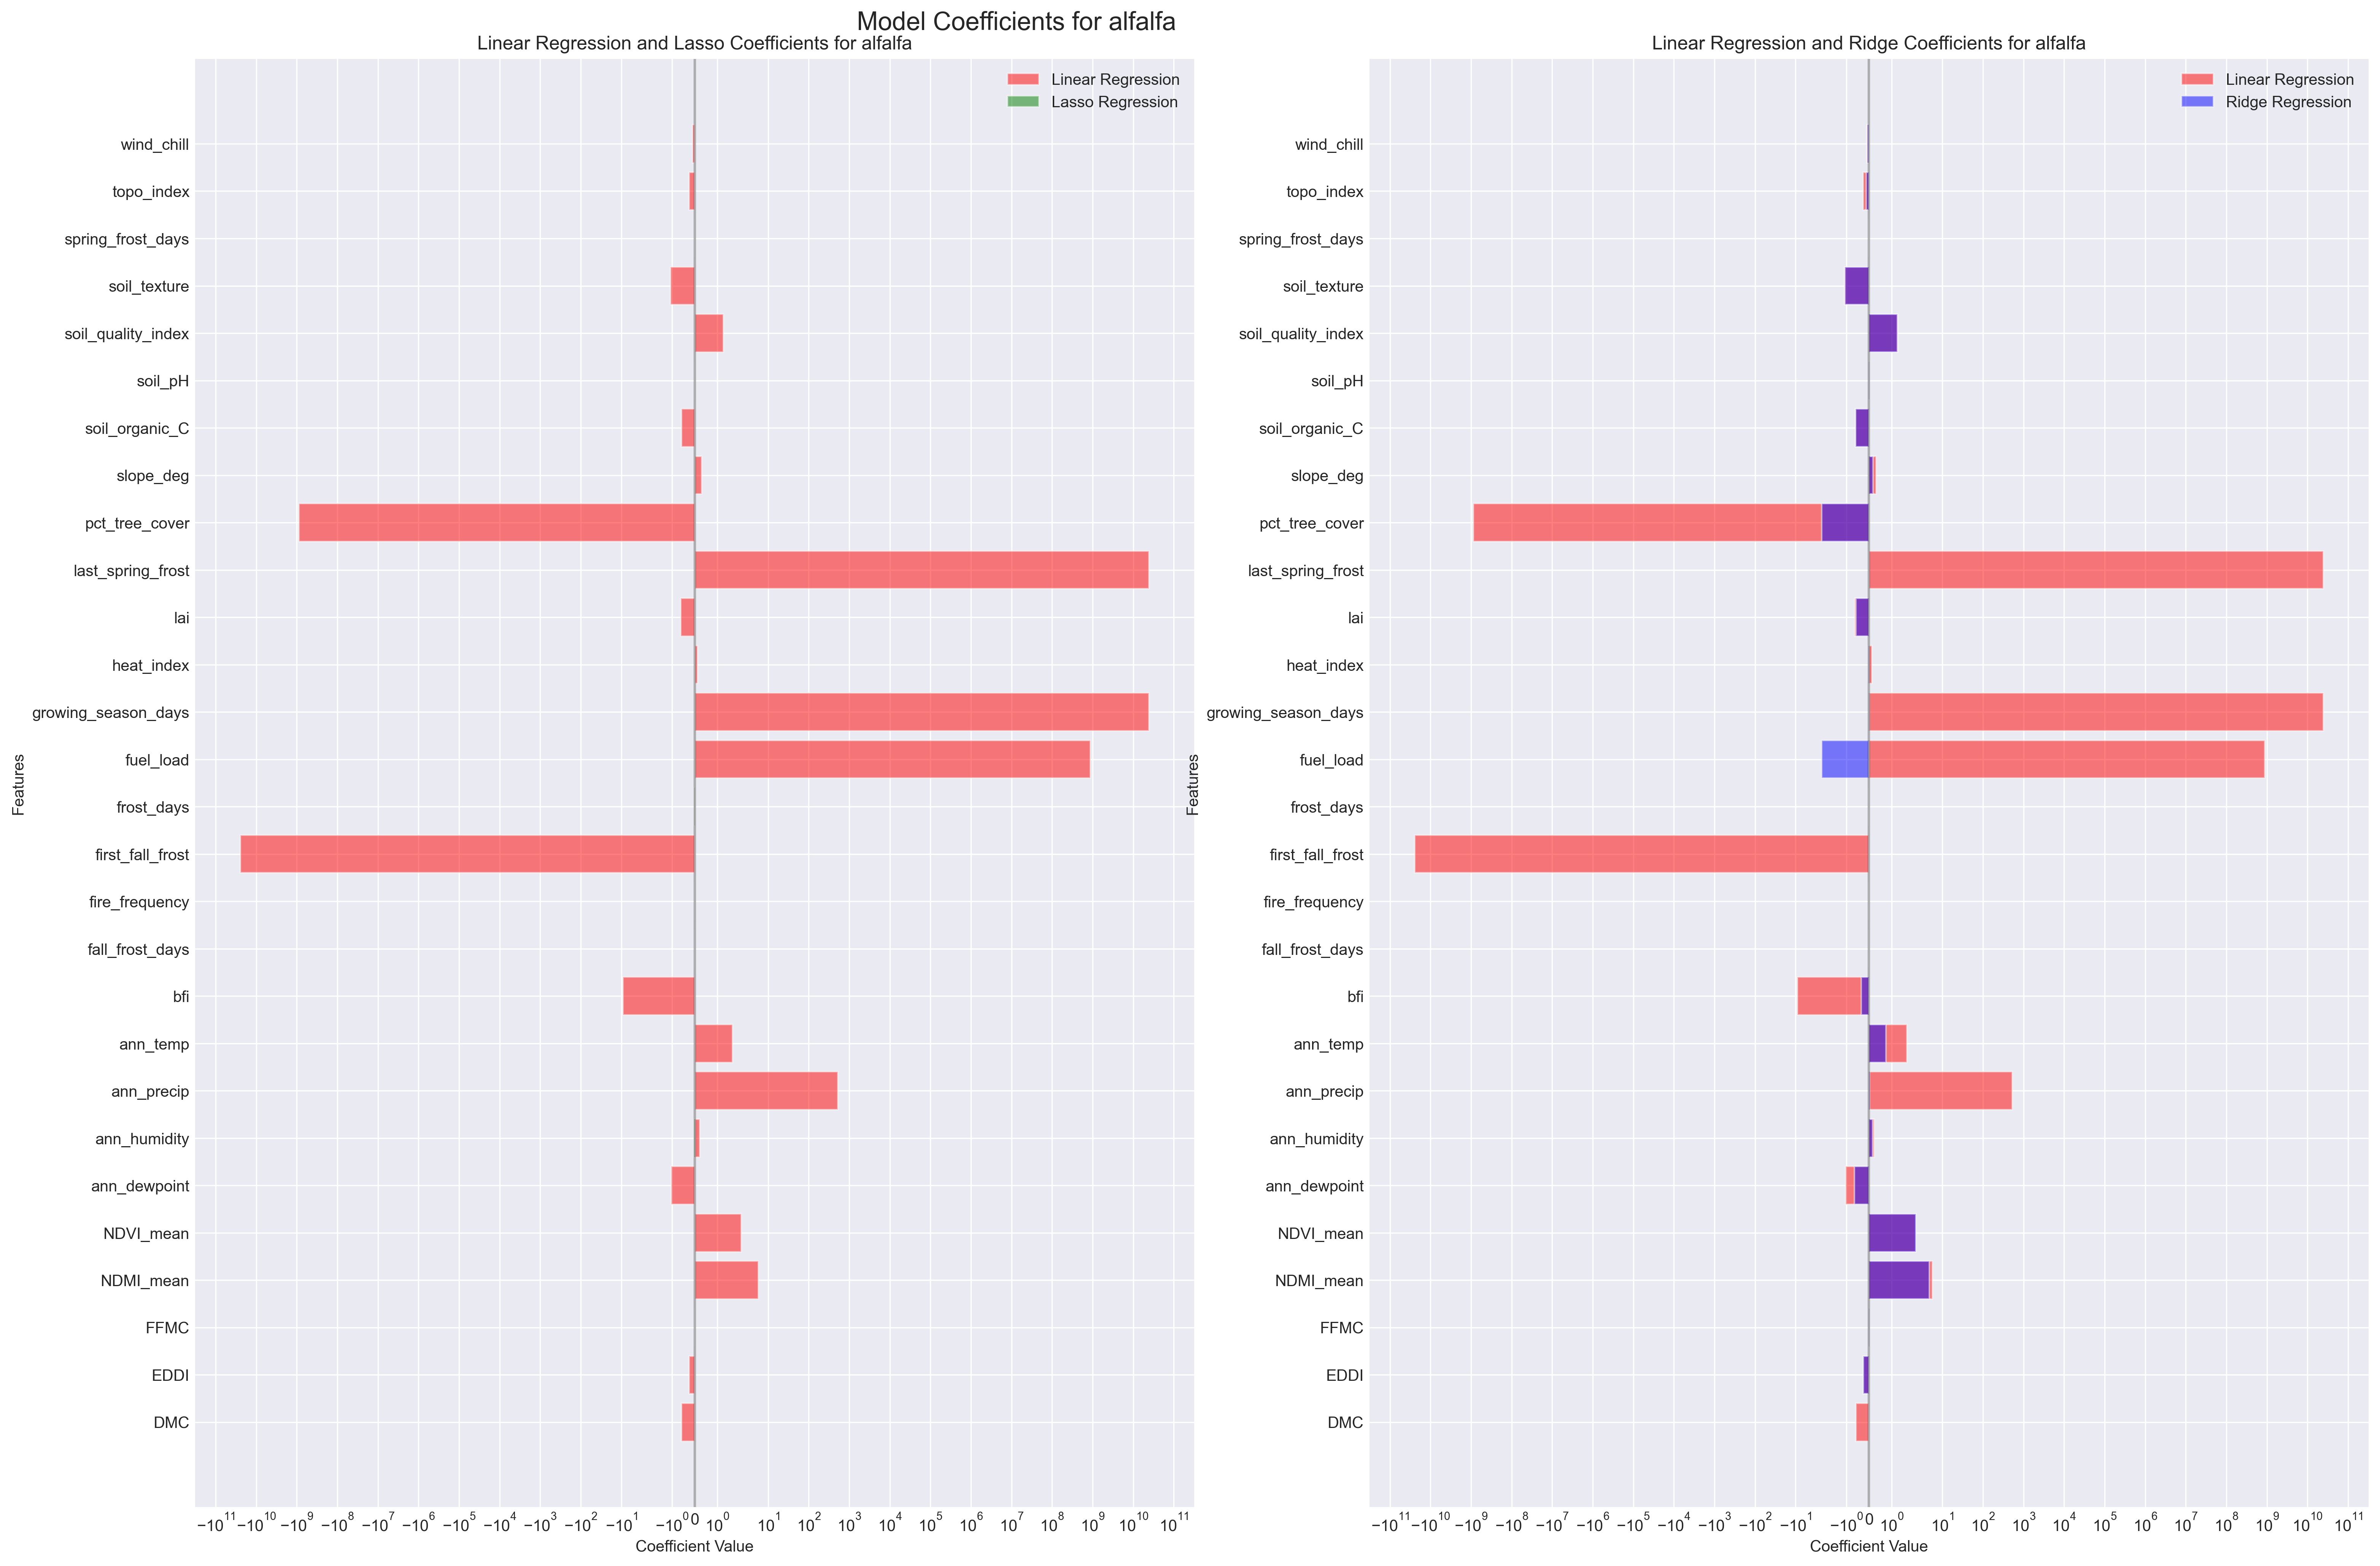 Model Coefficients for alfalfa
Linear Regression and Lasso Coefficients for alfalfa
Linear Regression
Lasso Regression
wind_chill
topo_index
spring_frost_days
soil_texture
soil_quality_index
soil_pH
soil_organic_C
slope_deg
pct_tree_cover
last_spring_frost
lai
heat_index
growing_season_days
fuel_load
frost_days
first_fall_frost
fire_frequency
fall_frost_days
bfi
ann_temp
ann_precip
ann_humidity
ann_dewpoint
NDVI_mean
NDMI_mean
FFMC
EDDI
DMC
Features
−10¹¹ −10¹⁰ −10⁹ −10⁸ −10⁷ −10⁶ −10⁵ −10⁴ −10³ −10² −10¹ −10⁰ 0 10⁰ 10¹ 10² 10³ 10⁴ 10⁵ 10⁶ 10⁷ 10⁸ 10⁹ 10¹⁰ 10¹¹
Coefficient Value
Linear Regression and Ridge Coefficients for alfalfa
Linear Regression
Ridge Regression
wind_chill
topo_index
spring_frost_days
soil_texture
soil_quality_index
soil_pH
soil_organic_C
slope_deg
pct_tree_cover
last_spring_frost
lai
heat_index
growing_season_days
fuel_load
frost_days
first_fall_frost
fire_frequency
fall_frost_days
bfi
ann_temp
ann_precip
ann_humidity
ann_dewpoint
NDVI_mean
NDMI_mean
FFMC
EDDI
DMC
Features
−10¹¹ −10¹⁰ −10⁹ −10⁸ −10⁷ −10⁶ −10⁵ −10⁴ −10³ −10² −10¹ −10⁰ 0 10⁰ 10¹ 10² 10³ 10⁴ 10⁵ 10⁶ 10⁷ 10⁸ 10⁹ 10¹⁰ 10¹¹
Coefficient Value